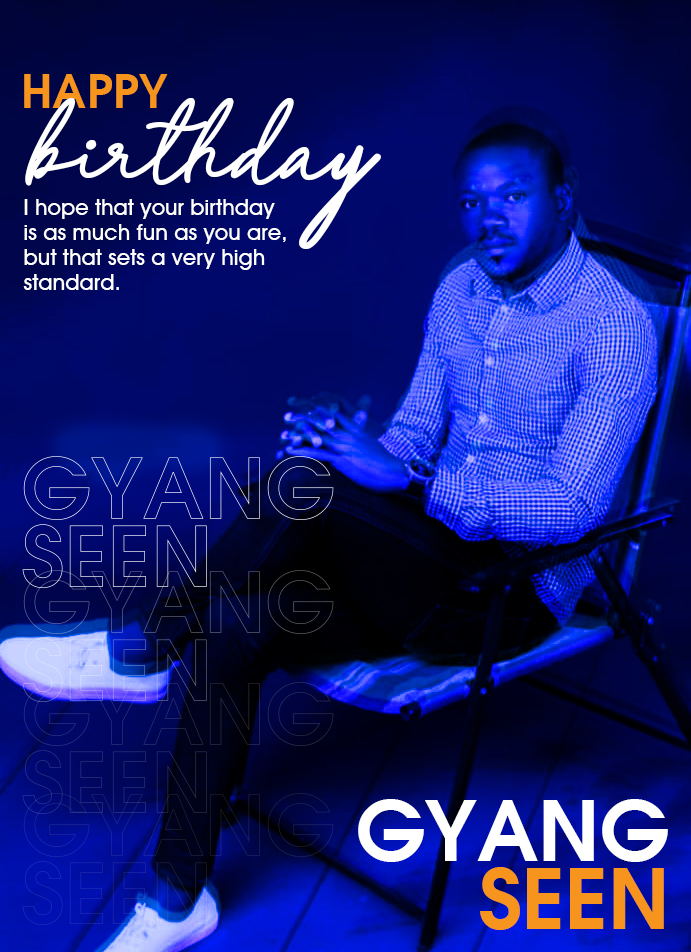 HAPPY
birthday
I hope that your birthday
is as much fun as you are,
but that sets a very high
standard.
GYANG
SEEN
GYANG
SEEN
GYANG
SEEN
GYANG
SEEN
GYANG
SEEN